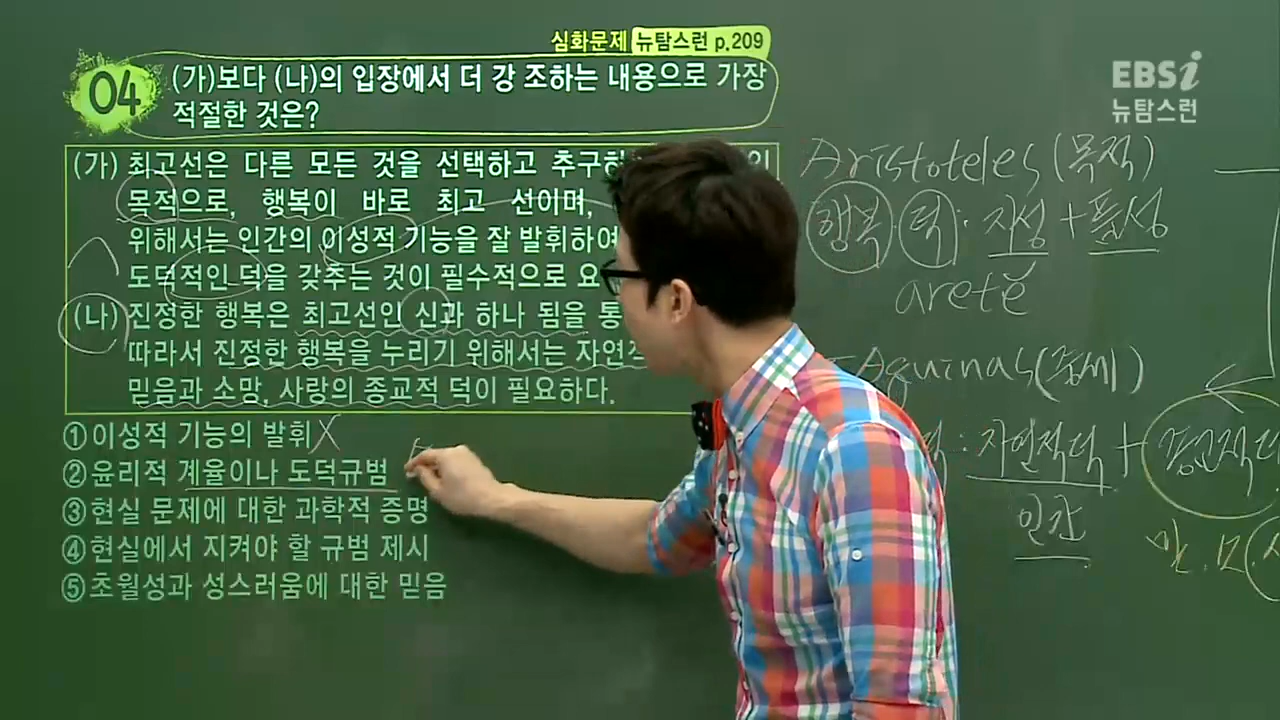 심화문제 뉴탐스런 p.209
EBSi
뉴탐스런
04
(가)보다 (나)의 입장에서 더 강 조하는 내용으로 가장
적절한 것은?
(가) 최고선은 다른 모든 것을 선택하고 추구하
목적으로, 행복이 바로 최고 선이며,
위해서는 인간의 이성적 기능을 잘 발휘하여
도덕적인 덕을 갖추는 것이 필수적으로 요
(나) 진정한 행복은 최고선인 신과 하나 됨을 통
따라서 진정한 행복을 누리기 위해서는 자연적
믿음과 소망, 사랑의 종교적 덕이 필요하다.
① 이성적 기능의 발휘 X
② 윤리적 계율이나 도덕규범
③ 현실 문제에 대한 과학적 증명
④ 현실에서 지켜야 할 규범 제시
⑤ 초월성과 성스러움에 대한 믿음
Aristoteles (목적)
행복 덕 : 지성 + 품성
aretē
Aquinas (중세)
덕 : 자연적덕 + 종교적덕
인간
믿. 소.